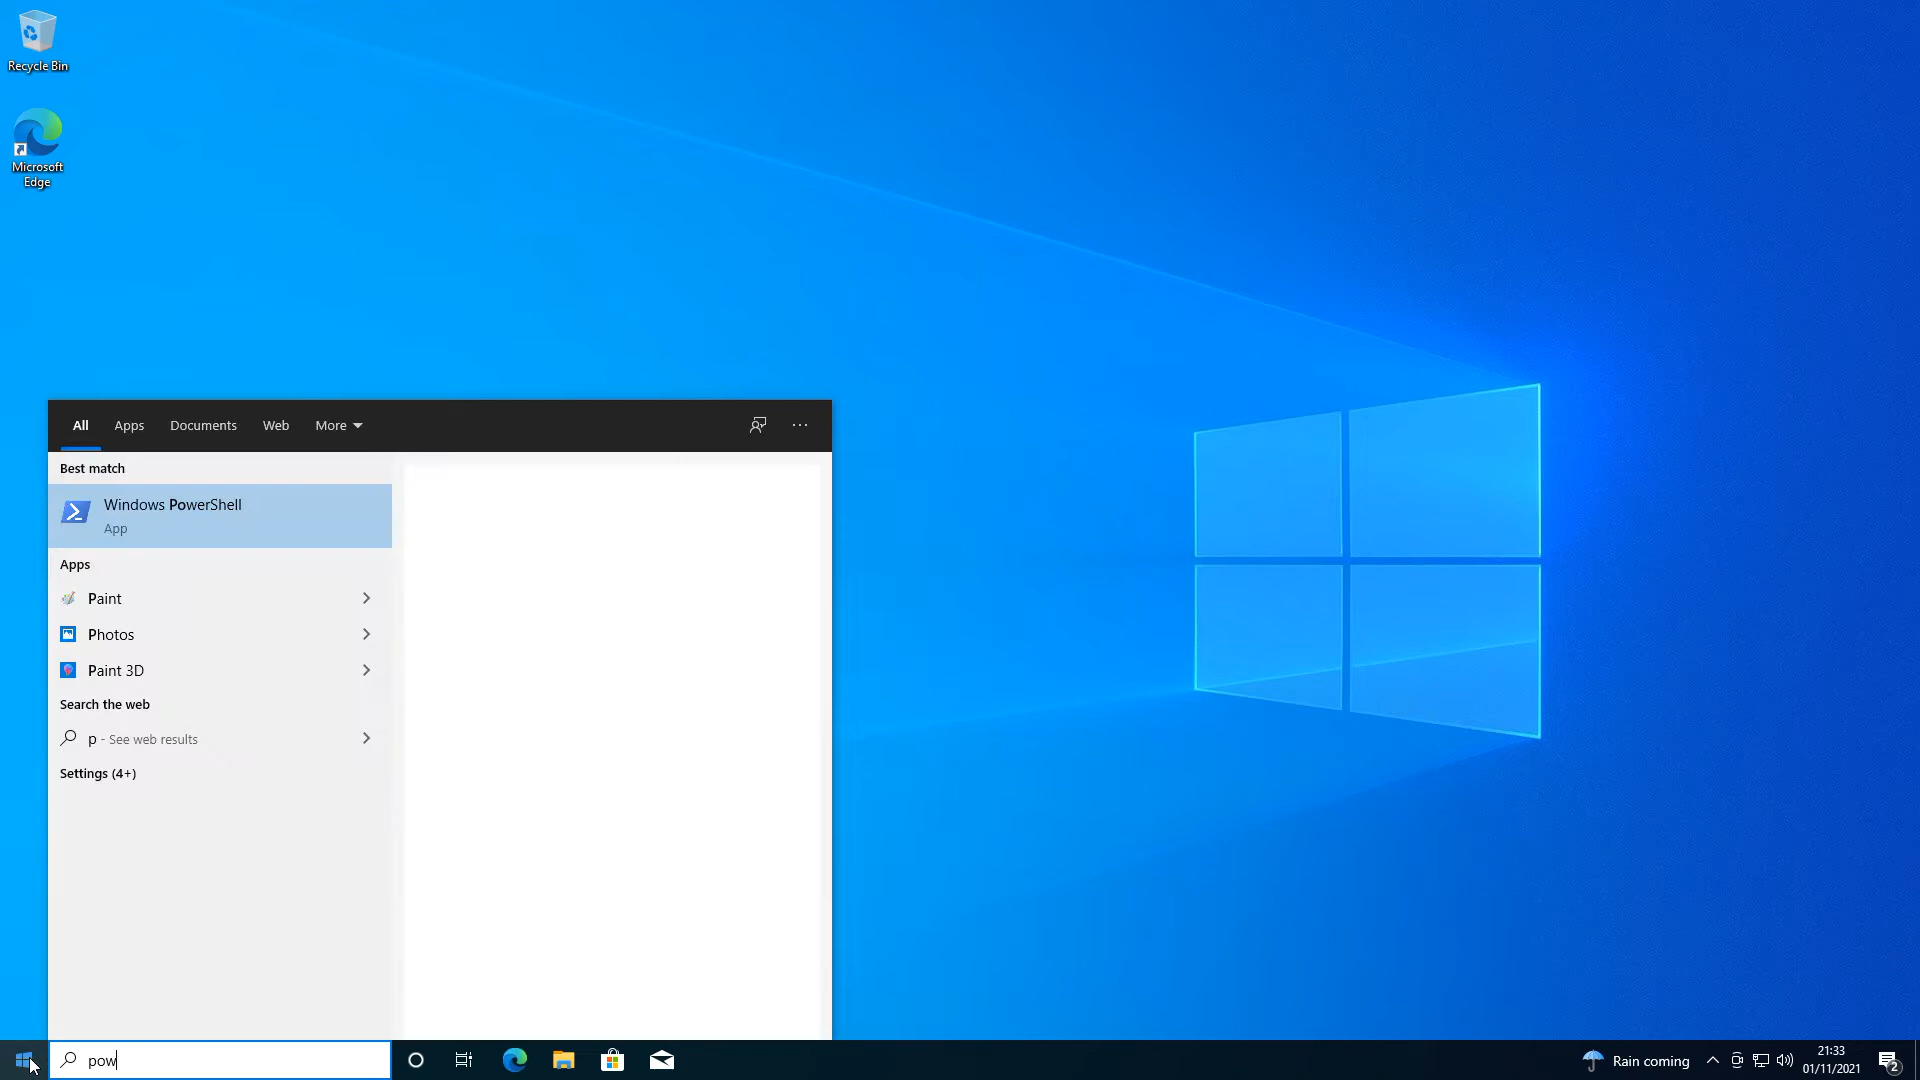 Recycle Bin
Microsoft
Edge
All
Apps
Documents
Web
More
Best match
Windows PowerShell
App
Apps
Paint
Photos
Paint 3D
Search the web
p - See web results
Settings (4+)
pow
Rain coming
21:33
01/11/2021
2